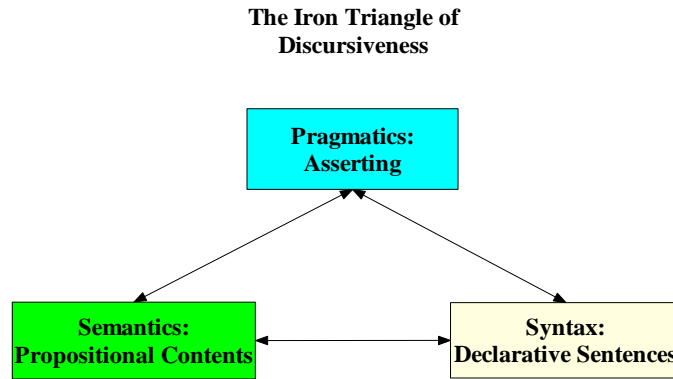 The Iron Triangle of
Discursiveness
Pragmatics:
Asserting
Semantics:
Propositional Contents
Syntax:
Declarative Sentences